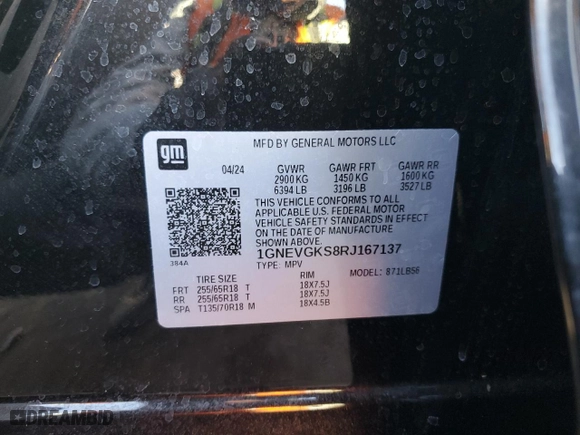 gm
MFD BY GENERAL MOTORS LLC
04/24 GVWR GAWR FRT GAWR RR
2900 KG 1450 KG 1600 KG
6394 LB 3196 LB 3527 LB
THIS VEHICLE CONFORMS TO ALL
APPLICABLE U.S. FEDERAL MOTOR
VEHICLE SAFETY STANDARDS IN EFFECT
ON THE DATE OF MANUFACTURE
SHOWN ABOVE.
1GNEVGKS8RJ167137
384A
TYPE: MPV MODEL: 871LB56
TIRE SIZE RIM
FRT 255/65R18 T 18X7.5J
RR 255/65R18 T 18X7.5J
SPA T135/70R18 M 18X4.5B
DREAMBID